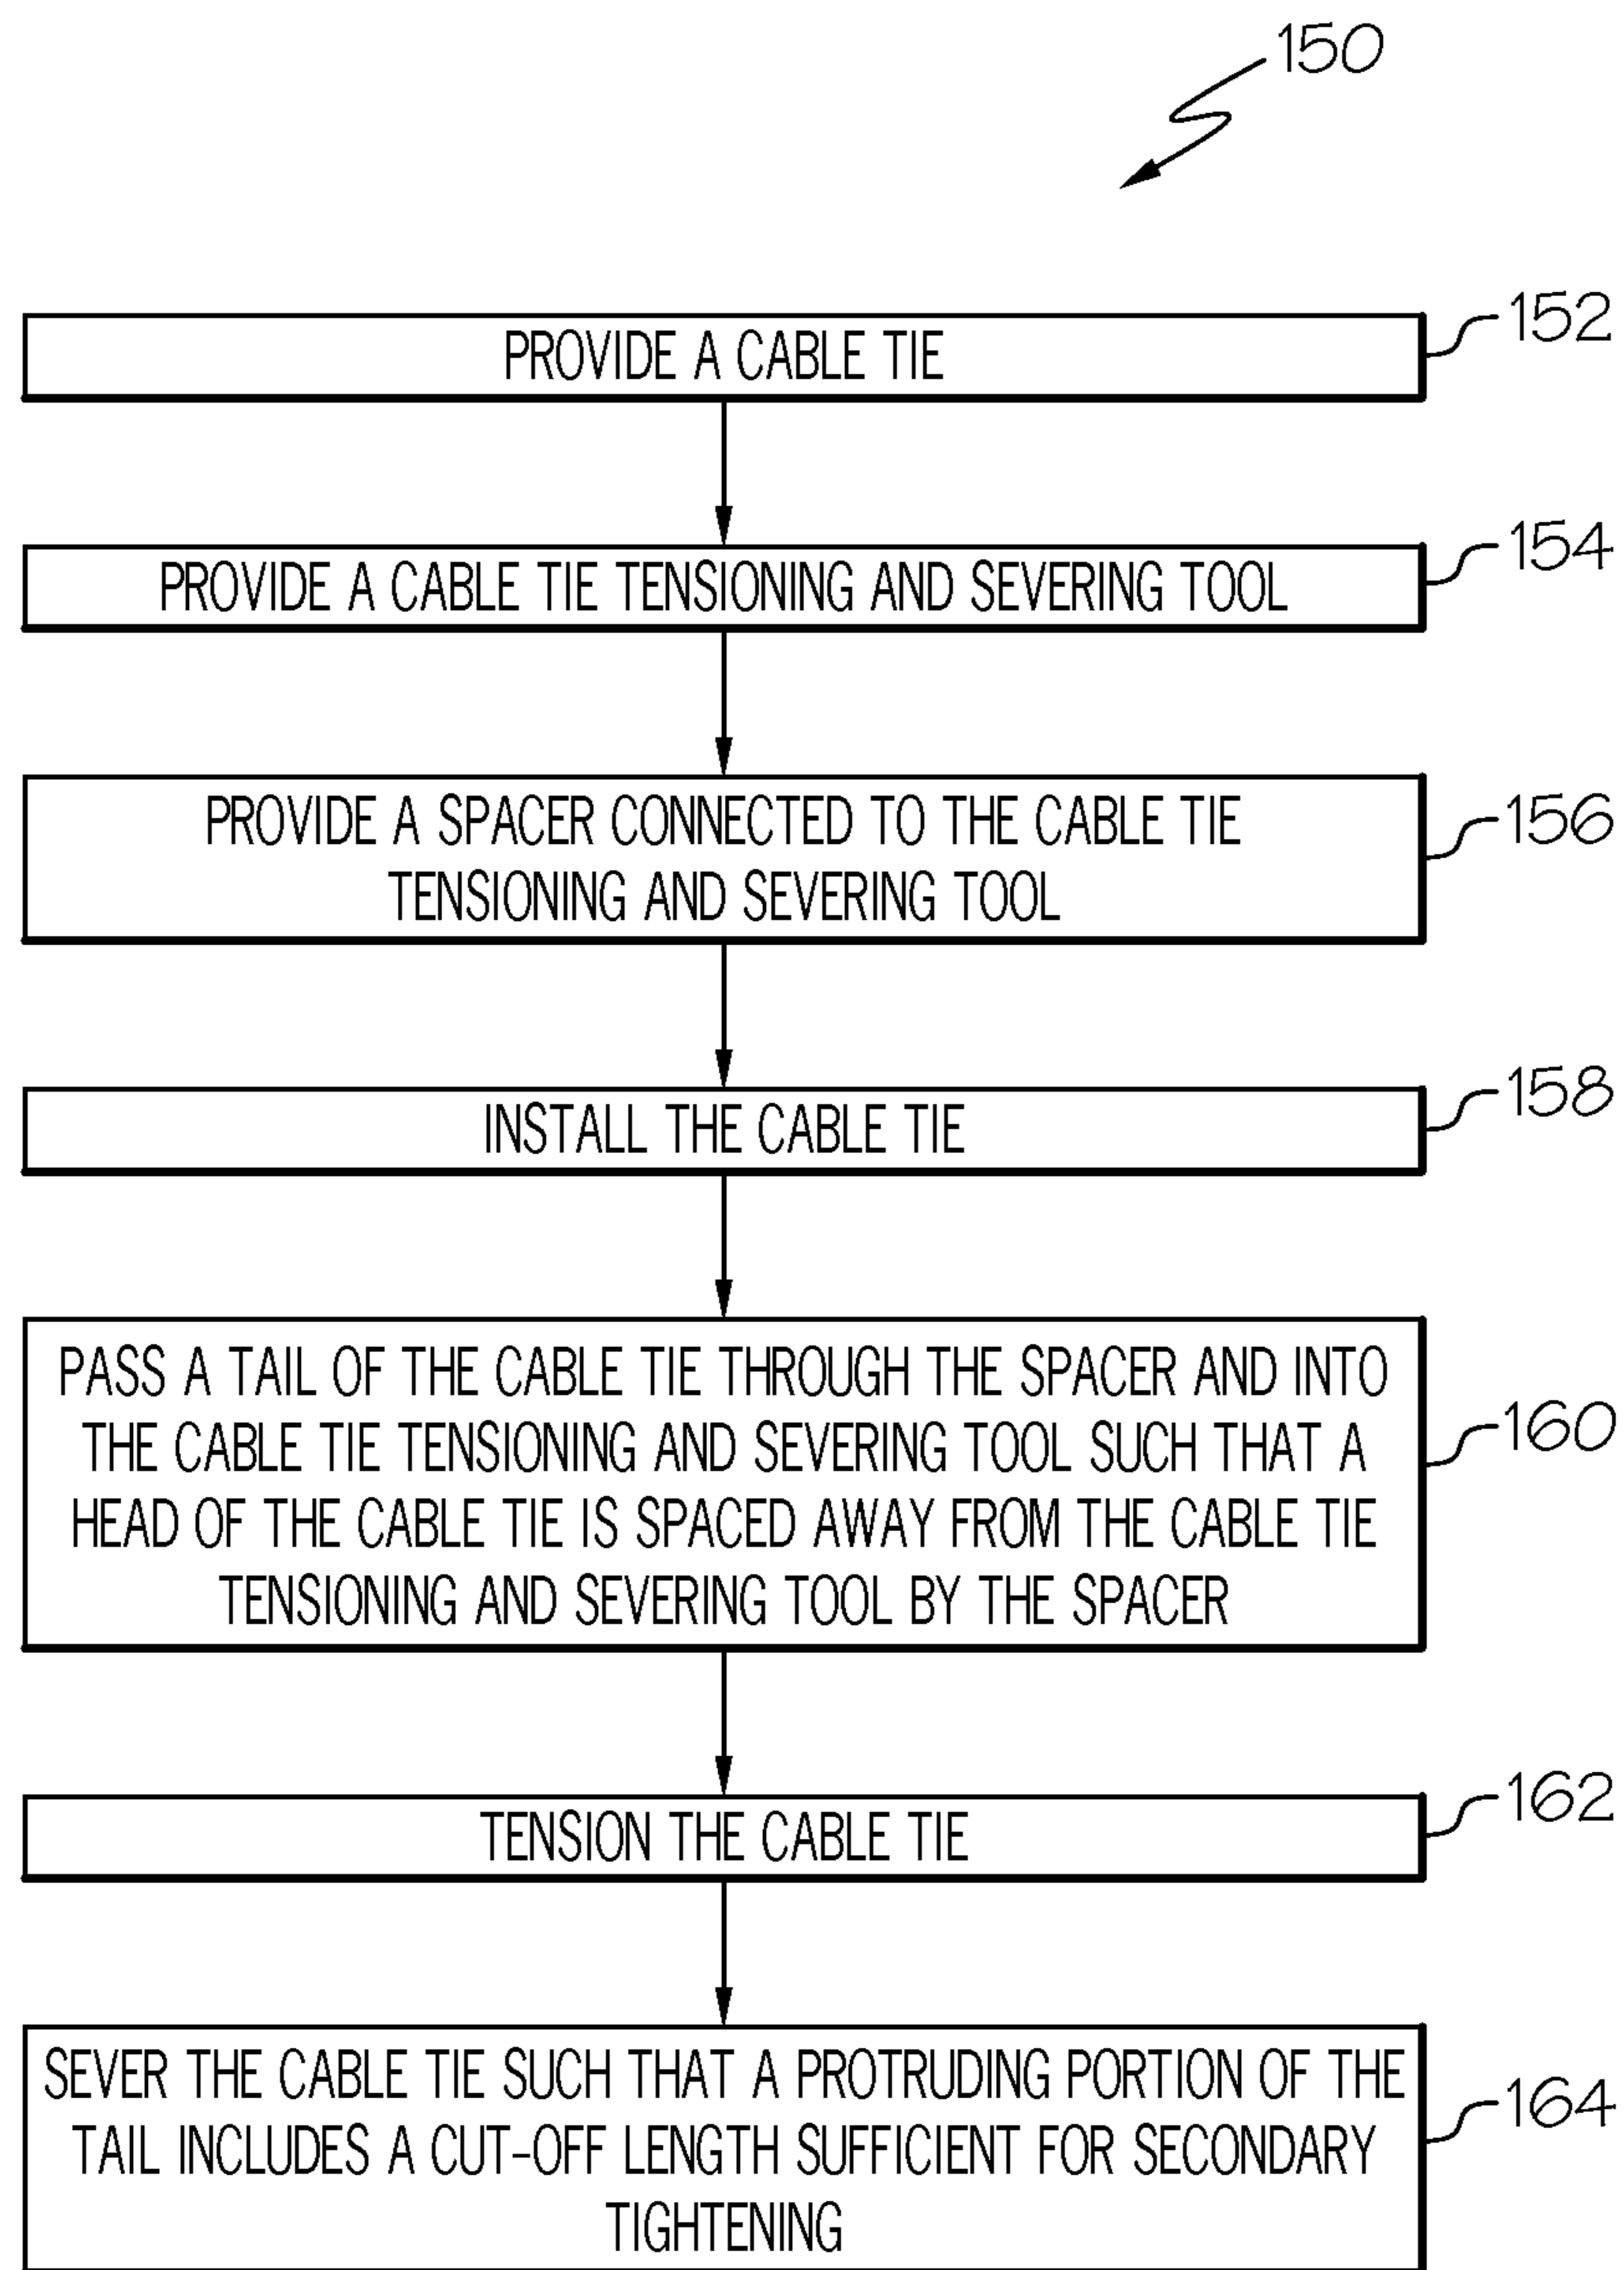 150
PROVIDE A CABLE TIE
152
PROVIDE A CABLE TIE TENSIONING AND SEVERING TOOL
154
PROVIDE A SPACER CONNECTED TO THE CABLE TIE
TENSIONING AND SEVERING TOOL
156
INSTALL THE CABLE TIE
158
PASS A TAIL OF THE CABLE TIE THROUGH THE SPACER AND INTO
THE CABLE TIE TENSIONING AND SEVERING TOOL SUCH THAT A
HEAD OF THE CABLE TIE IS SPACED AWAY FROM THE CABLE TIE
TENSIONING AND SEVERING TOOL BY THE SPACER
160
TENSION THE CABLE TIE
162
SEVER THE CABLE TIE SUCH THAT A PROTRUDING PORTION OF THE
TAIL INCLUDES A CUT-OFF LENGTH SUFFICIENT FOR SECONDARY
TIGHTENING
164